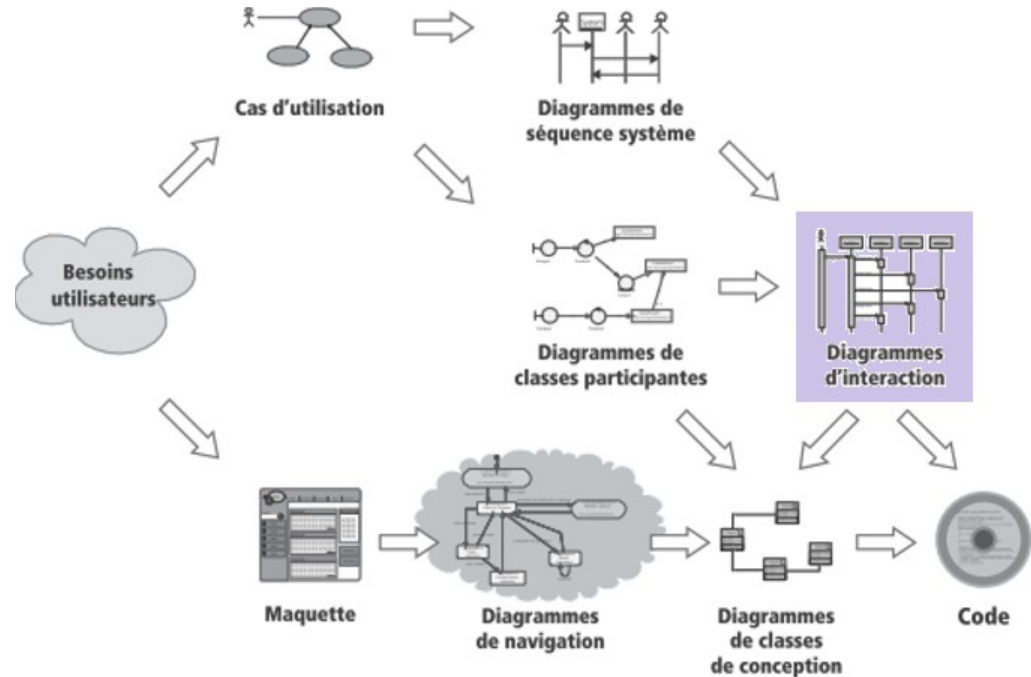 Cas d'utilisation
Diagrammes de
séquence système
Besoins
utilisateurs
Diagrammes de
classes participantes
Diagrammes
d'interaction
Maquette
Diagrammes
de navigation
Diagrammes
de classes
de conception
Code